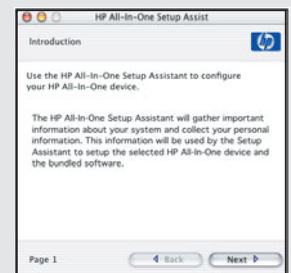 HP All-In-One Setup Assist
Introduction
hp
Use the HP All-In-One Setup Assistant to configure
your HP All-In-One device.
The HP All-In-One Setup Assistant will gather important
information about your system and collect your personal
information. This information will be used by the Setup
Assistant to setup the selected HP All-In-One device and
the bundled software.
Page 1
Back
Next